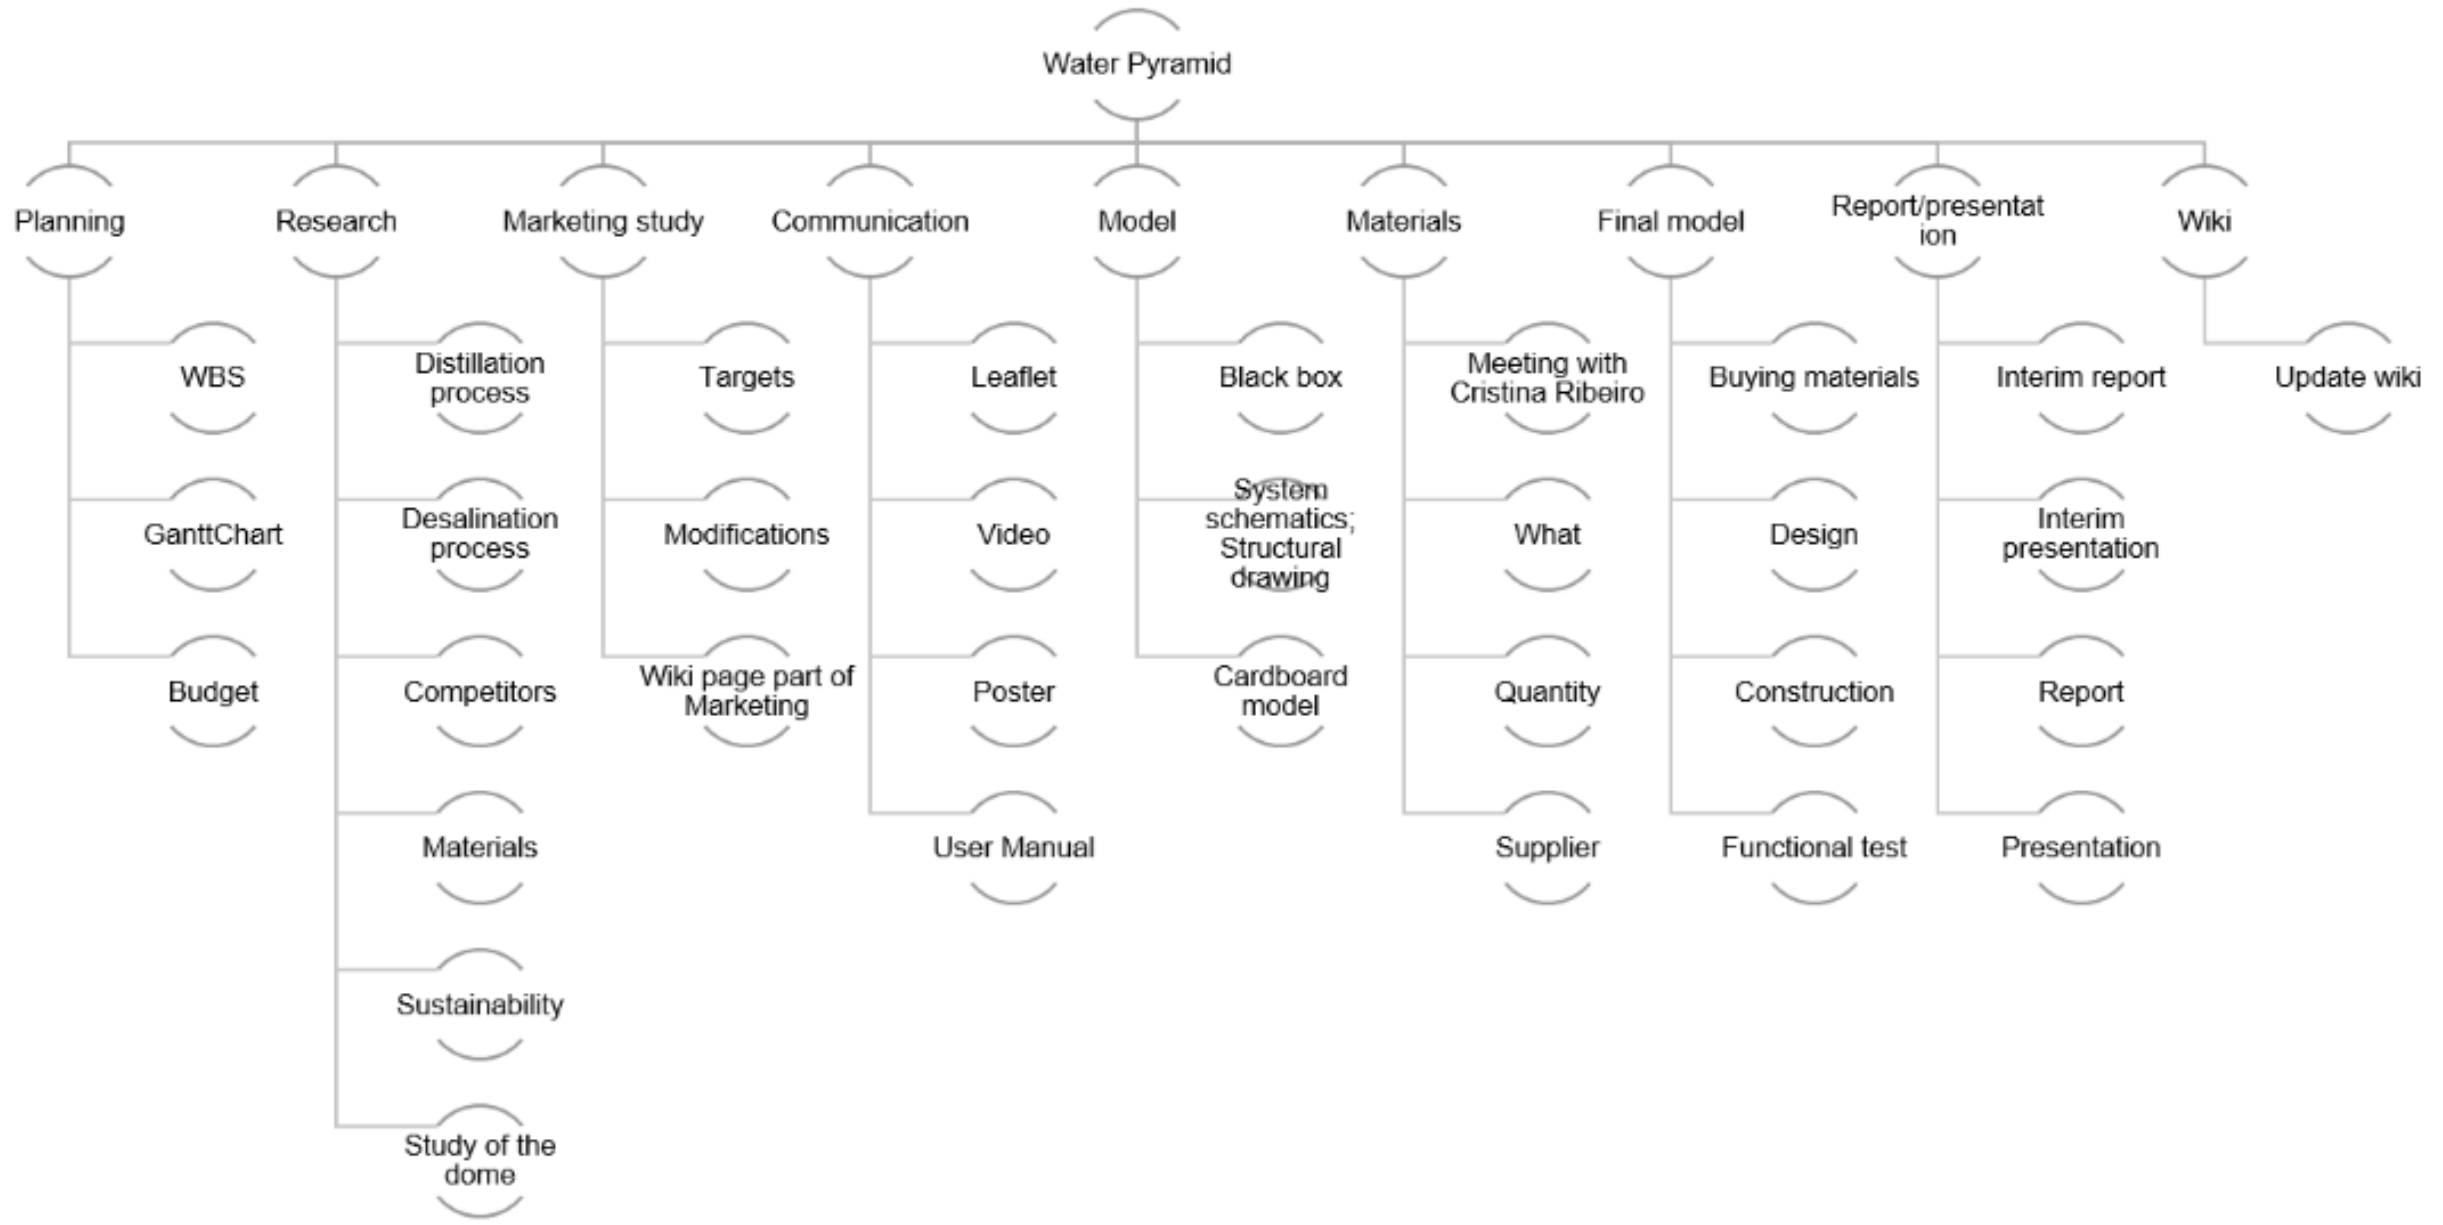 Water Pyramid
Planning
Research
Marketing study
Communication
Model
Materials
Final model
Report/presentat
ion
Wiki
WBS
GanttChart
Budget
Distillation
process
Desalination
process
Competitors
Materials
Sustainability
Study of the
dome
Targets
Modifications
Wiki page part of
Marketing
Leaflet
Video
Poster
User Manual
Black box
System
schematics;
Structural
drawing
Cardboard
model
Meeting with
Cristina Ribeiro
What
Quantity
Supplier
Buying materials
Design
Construction
Functional test
Interim report
Interim
presentation
Report
Presentation
Update wiki